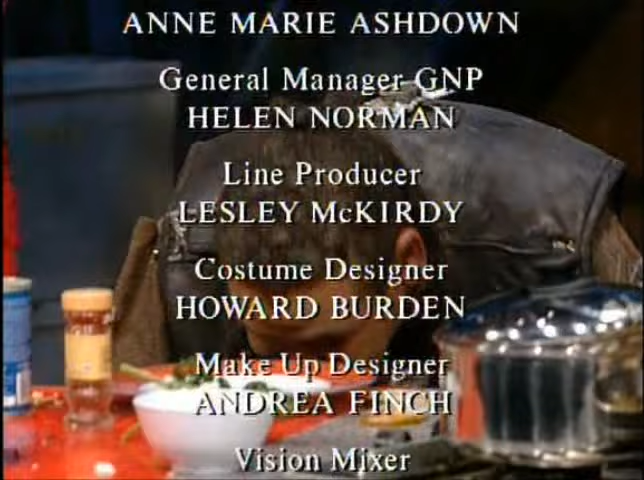 ANNE MARIE ASHDOWN
General Manager GNP
HELEN NORMAN
Line Producer
LESLEY McKIRDY
Costume Designer
HOWARD BURDEN
Make Up Designer
ANDREA FINCH
Vision Mixer